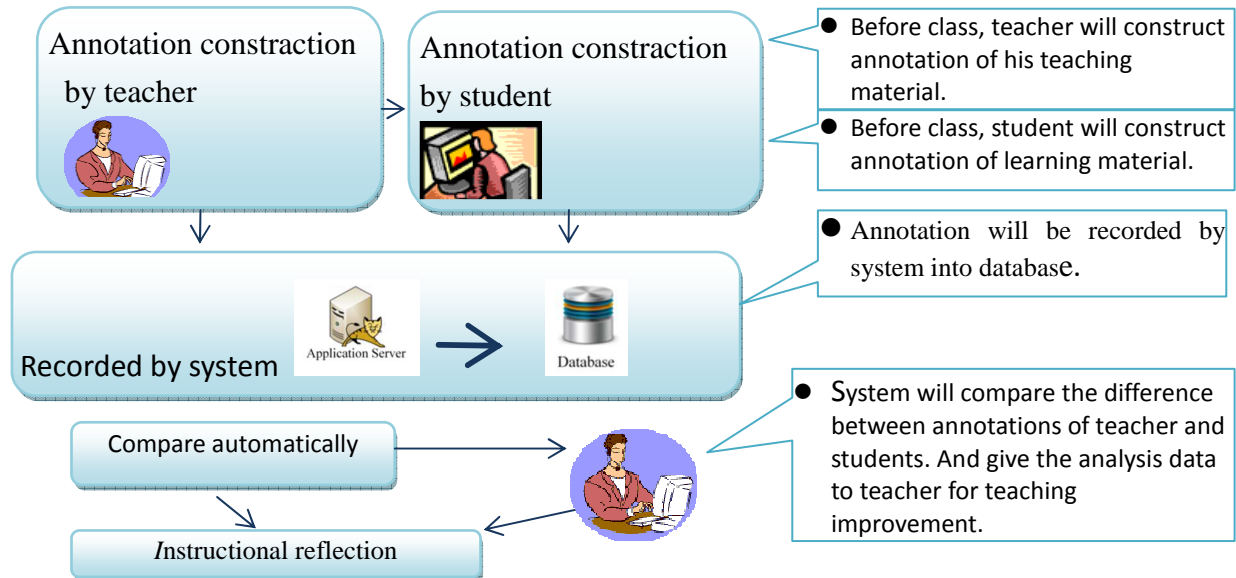 Annotation constraction
by teacher
Annotation constraction
by student
● Before class, teacher will construct
annotation of his teaching
material.
● Before class, student will construct
annotation of learning material.
● Annotation will be recorded by
system into database.
Recorded by system
Application Server
Database
Compare automatically
● System will compare the difference
between annotations of teacher and
students. And give the analysis data
to teacher for teaching
improvement.
Instructional reflection